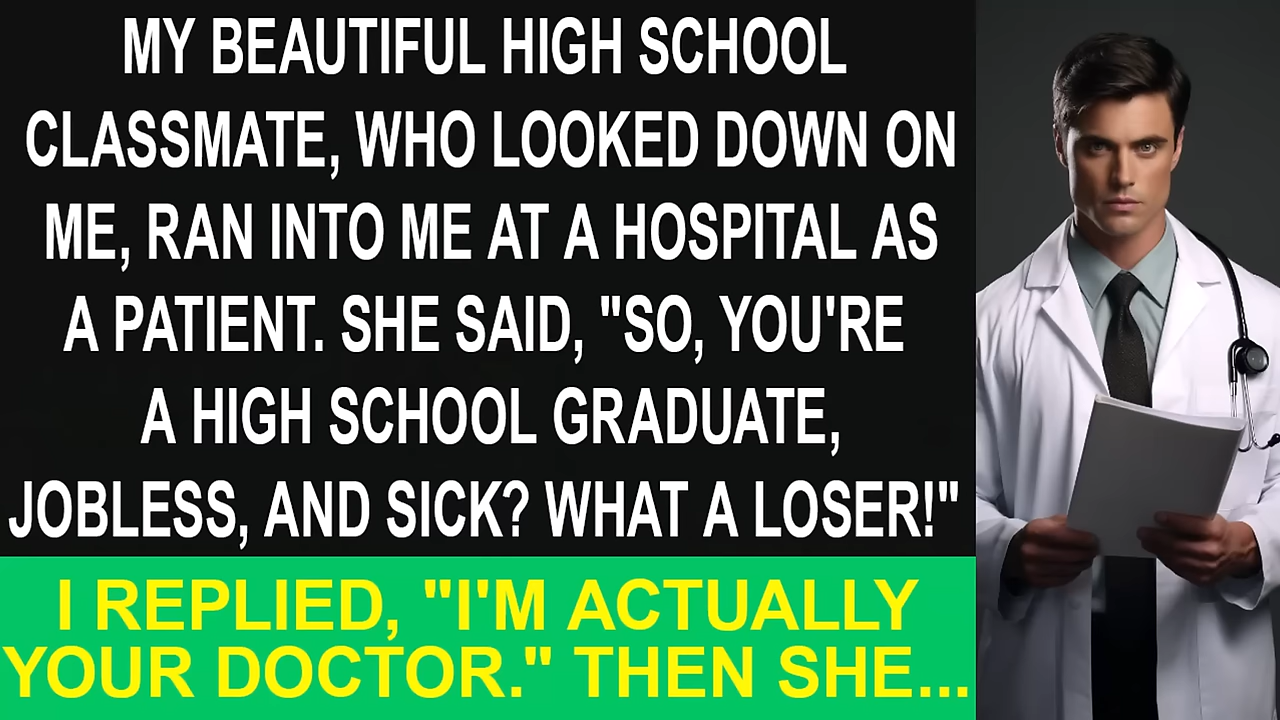 MY BEAUTIFUL HIGH SCHOOL
CLASSMATE, WHO LOOKED DOWN ON
ME, RAN INTO ME AT A HOSPITAL AS
A PATIENT. SHE SAID, "SO, YOU'RE
A HIGH SCHOOL GRADUATE,
JOBLESS, AND SICK? WHAT A LOSER!"
I REPLIED, "I'M ACTUALLY
YOUR DOCTOR." THEN SHE...